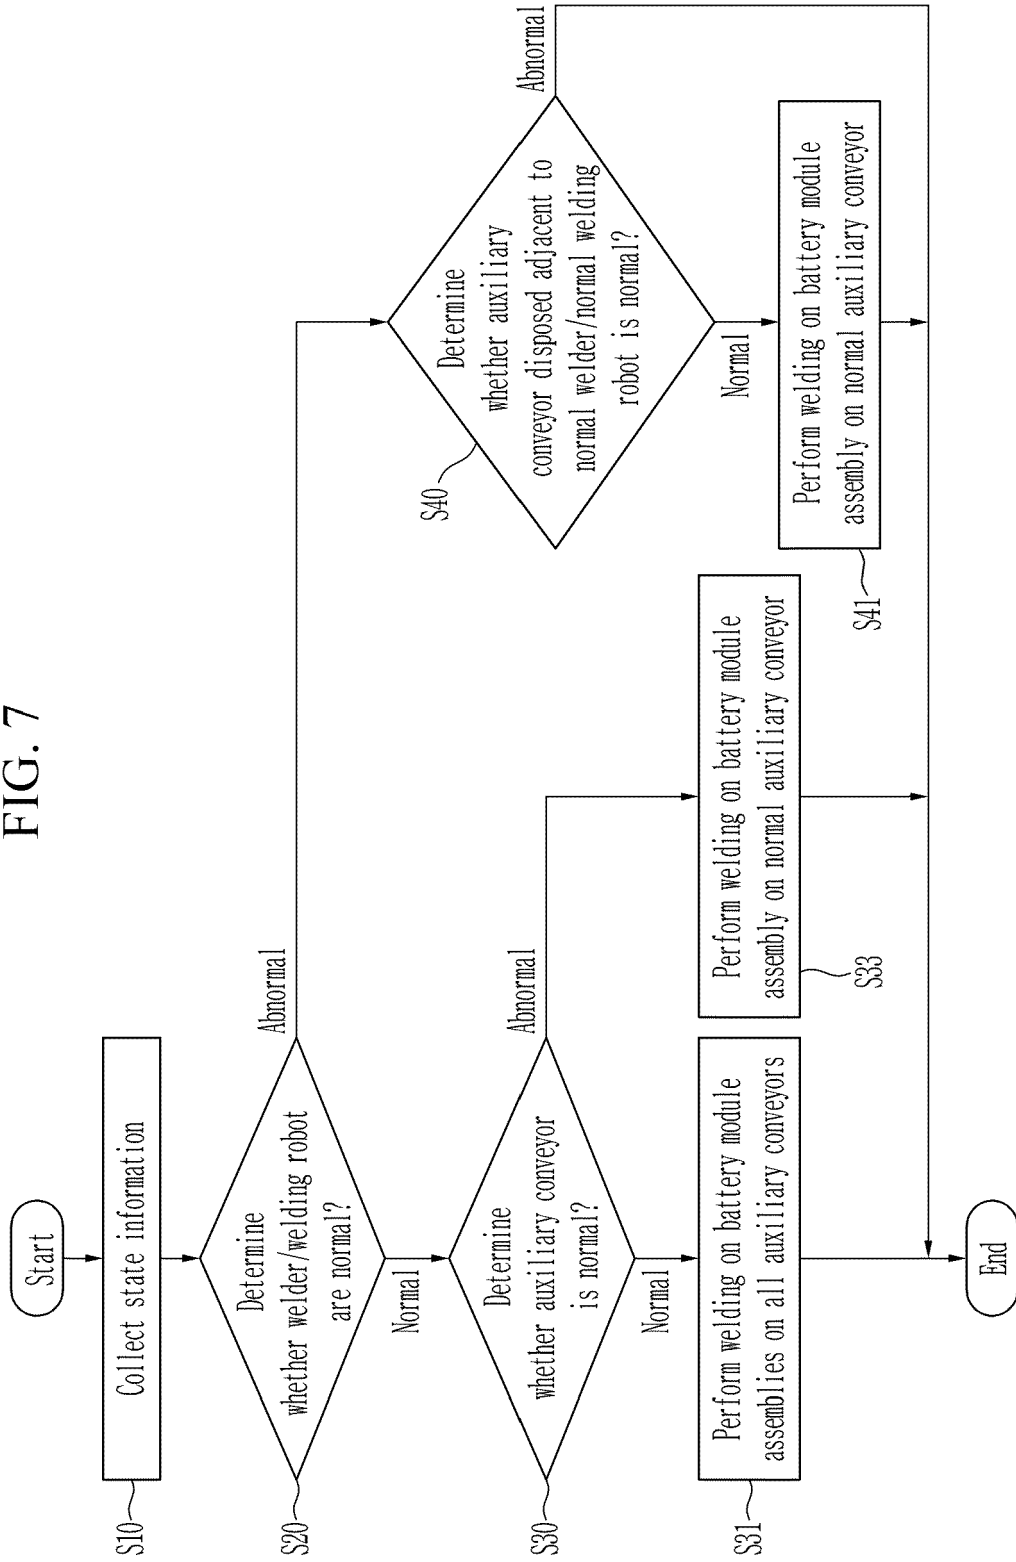 FIG. 7
Start
S10
Collect state information
S20
Determine
whether welder/welding robot
are normal?
Abnormal
Normal
S30
Determine
whether auxiliary conveyor
is normal?
Abnormal
Normal
S31
Perform welding on battery module
assemblies on all auxiliary conveyors
S33
Perform welding on battery module
assembly on normal auxiliary conveyor
S40
Determine
whether auxiliary
conveyor disposed adjacent to
normal welder/normal welding
robot is normal?
Abnormal
Normal
S41
Perform welding on battery module
assembly on normal auxiliary conveyor
End